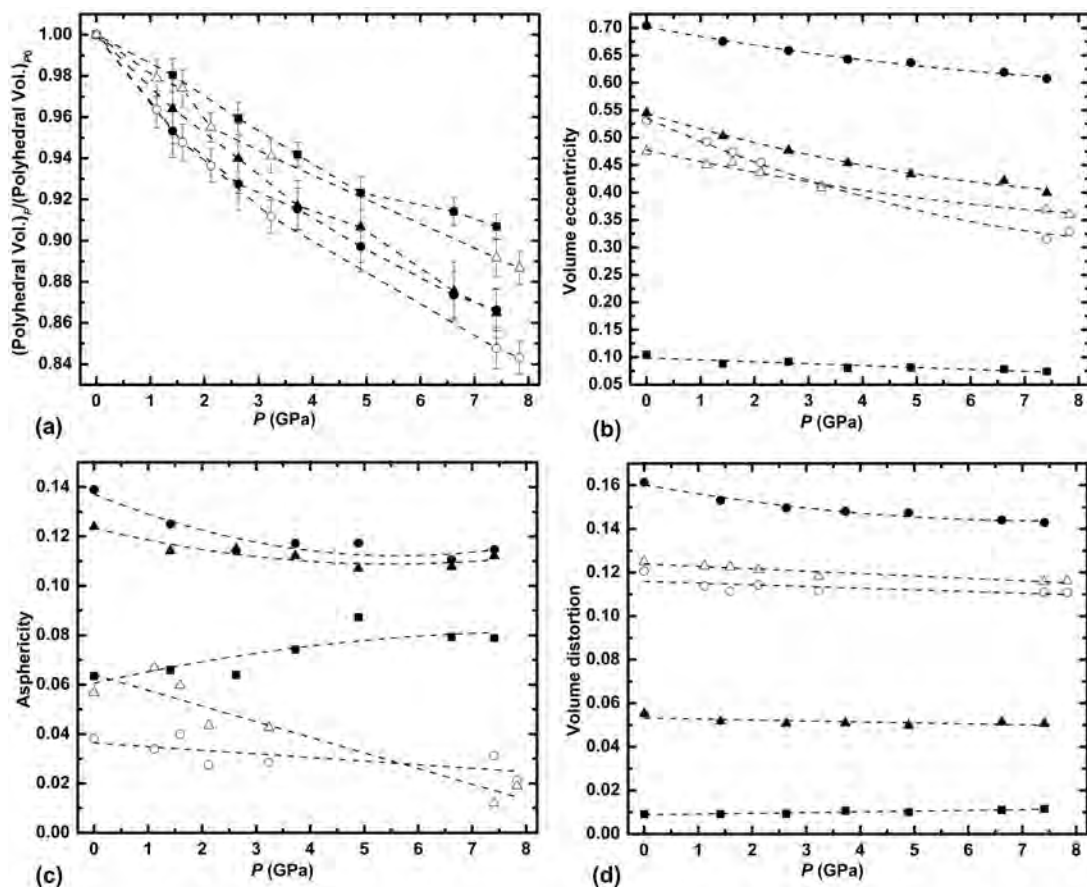 (Polyhedral Vol.)P/(Polyhedral Vol.)P0
1.00
0.98
0.96
0.94
0.92
0.90
0.88
0.86
0.84
0 1 2 3 4 5 6 7 8
P (GPa)
(a)
Volume eccentricity
0.70
0.65
0.60
0.55
0.50
0.45
0.40
0.35
0.30
0.25
0.20
0.15
0.10
0.05
0 1 2 3 4 5 6 7 8
P (GPa)
(b)
Asphericity
0.14
0.12
0.10
0.08
0.06
0.04
0.02
0.00
0 1 2 3 4 5 6 7 8
P (GPa)
(c)
Volume distortion
0.16
0.14
0.12
0.10
0.08
0.06
0.04
0.02
0.00
0 1 2 3 4 5 6 7 8
P (GPa)
(d)